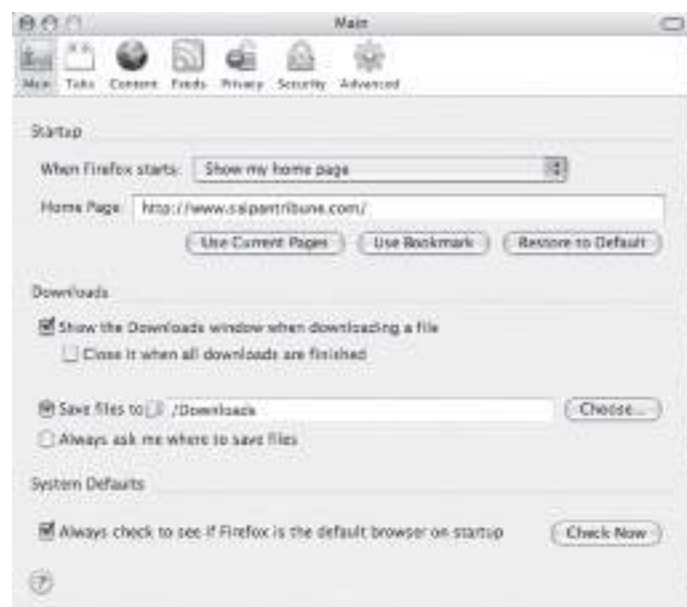 Main
Main Tabs Content Feeds Privacy Security Advanced
Startup
When Firefox starts: Show my home page
Home Page: http://www.saipantribune.com/
Use Current Pages Use Bookmark Restore to Default
Downloads
Show the Downloads window when downloading a file
Close it when all downloads are finished
Save files to /Downloads Choose...
Always ask me where to save files
System Defaults
Always check to see if Firefox is the default browser on startup Check Now
?